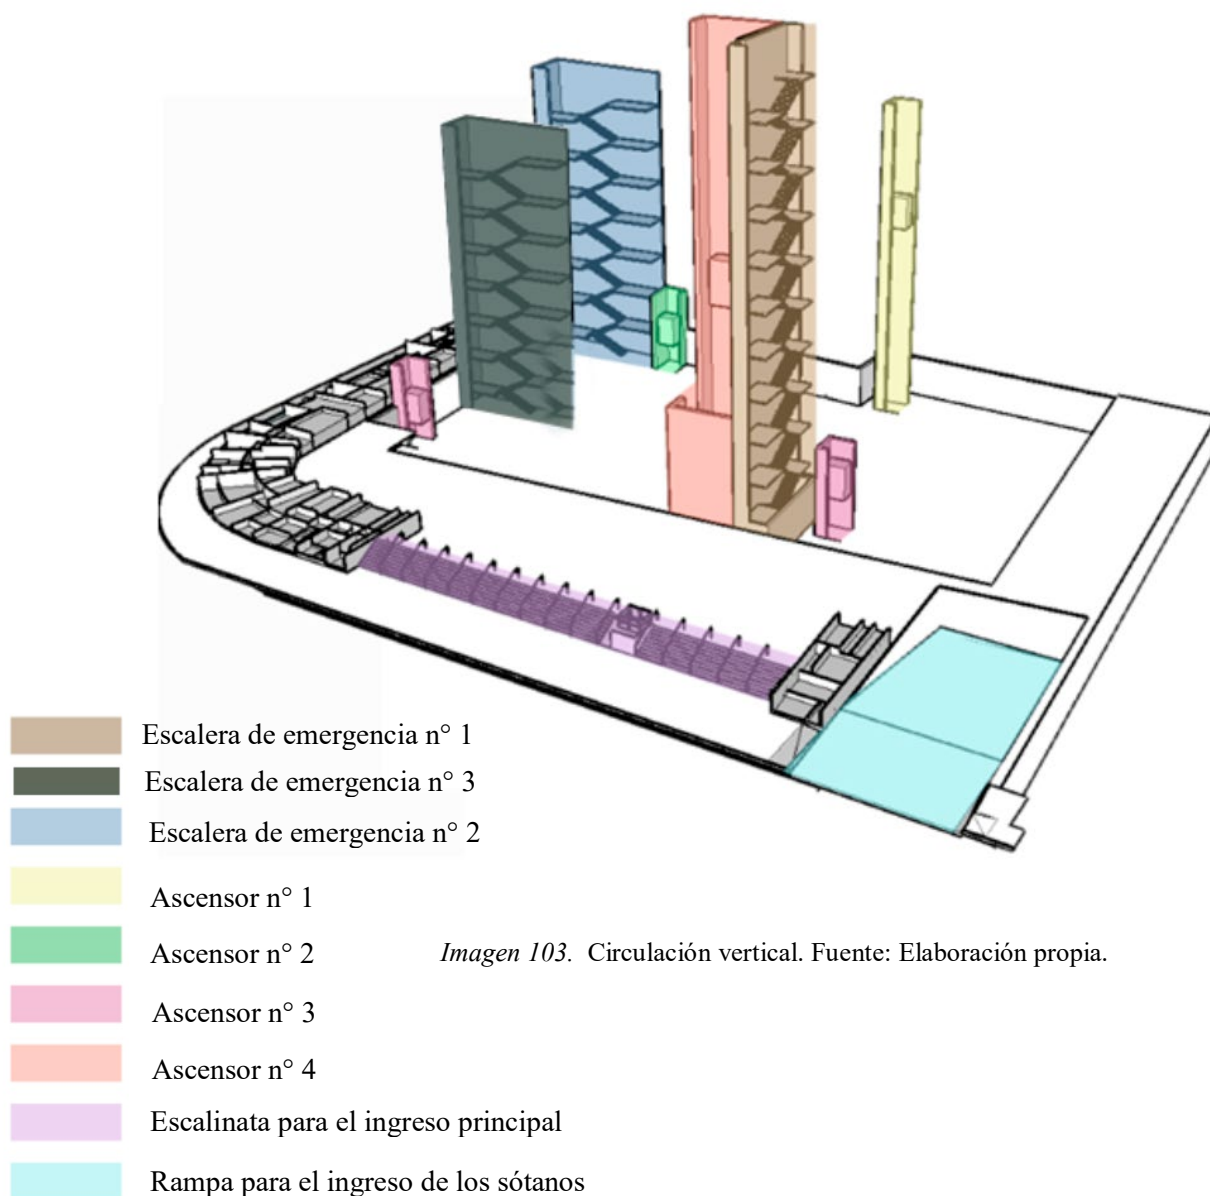 Escalera de emergencia n° 1
Escalera de emergencia n° 3
Escalera de emergencia n° 2
Ascensor n° 1
Ascensor n° 2
Imagen 103. Circulación vertical. Fuente: Elaboración propia.
Ascensor n° 3
Ascensor n° 4
Escalinata para el ingreso principal
Rampa para el ingreso de los sótanos